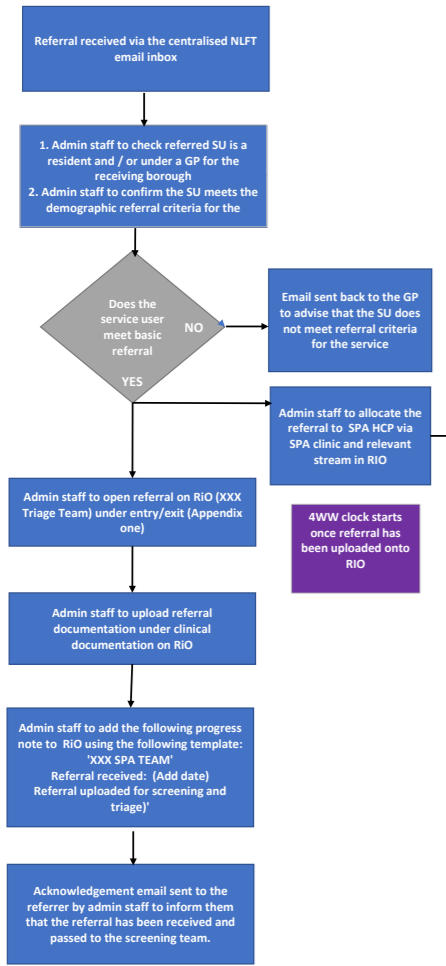 Referral received via the centralised NLFT
email inbox
1. Admin staff to check referred SU is a
resident and / or under a GP for the
receiving borough
2. Admin staff to confirm the SU meets the
demographic referral criteria for the
Does the
service user
meet basic
referral
NO
YES
Email sent back to the GP
to advise that the SU does
not meet referral criteria
for the service
Admin staff to allocate the
referral to SPA HCP via
SPA clinic and relevant
stream in RIO
Admin staff to open referral on RiO (XXX
Triage Team) under entry/exit (Appendix
one)
4WW clock starts
once referral has
been uploaded onto
RIO
Admin staff to upload referral
documentation under clinical
documentation on RiO
Admin staff to add the following progress
note to RiO using the following template:
'XXX SPA TEAM'
Referral received: (Add date)
Referral uploaded for screening and
triage)'
Acknowledgement email sent to the
referrer by admin staff to inform them
that the referral has been received and
passed to the screening team.